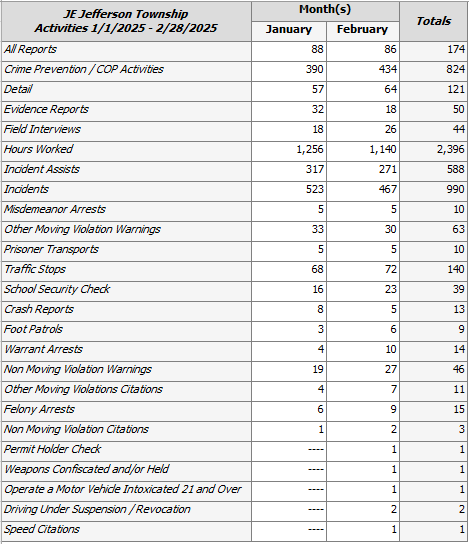 JE Jefferson Township
Activities 1/1/2025 - 2/28/2025
Month(s)
Totals
January February
All Reports 88 86 174
Crime Prevention / COP Activities 390 434 824
Detail 57 64 121
Evidence Reports 32 18 50
Field Interviews 18 26 44
Hours Worked 1,256 1,140 2,396
Incident Assists 317 271 588
Incidents 523 467 990
Misdemeanor Arrests 5 5 10
Other Moving Violation Warnings 33 30 63
Prisoner Transports 5 5 10
Traffic Stops 68 72 140
School Security Check 16 23 39
Crash Reports 8 5 13
Foot Patrols 3 6 9
Warrant Arrests 4 10 14
Non Moving Violation Warnings 19 27 46
Other Moving Violations Citations 4 7 11
Felony Arrests 6 9 15
Non Moving Violation Citations 1 2 3
Permit Holder Check ---- 1 1
Weapons Confiscated and/or Held ---- 1 1
Operate a Motor Vehicle Intoxicated 21 and Over ---- 1 1
Driving Under Suspension / Revocation ---- 2 2
Speed Citations ---- 1 1